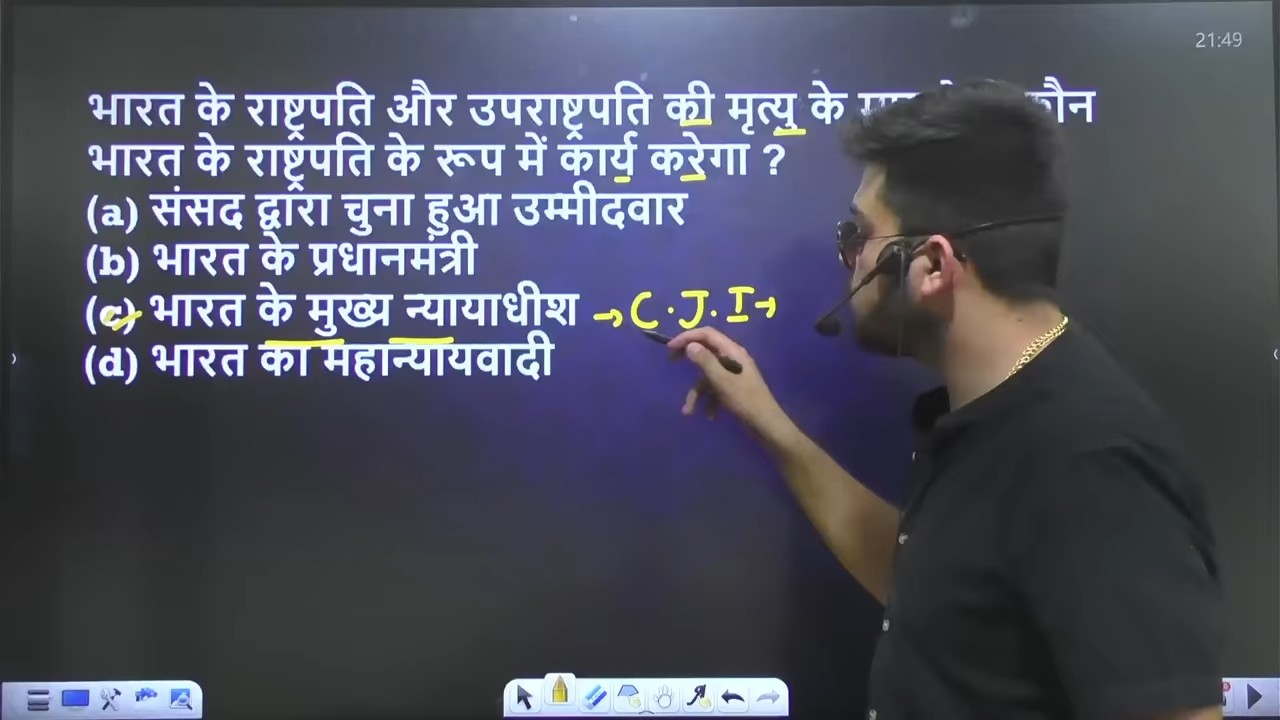 21:49
भारत के राष्ट्रपति और उपराष्ट्रपति की मृत्यु के
भारत के राष्ट्रपति के रूप में कार्य करेगा ?
(a) संसद द्वारा चुना हुआ उम्मीदवार
(b) भारत के प्रधानमंत्री
(c) भारत के मुख्य न्यायाधीश → C.J.I →
(d) भारत का महान्यायवादी